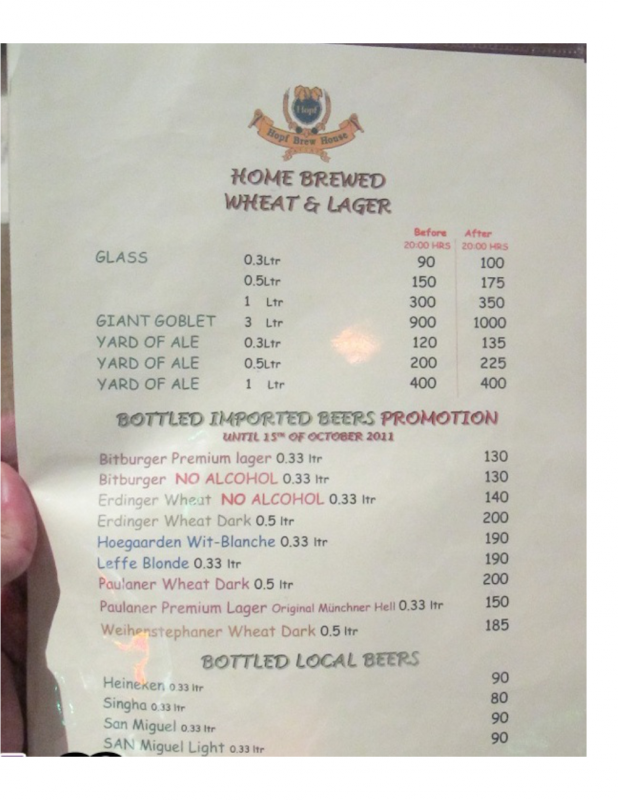 Hopf
Hopf Brew House
HOME BREWED
WHEAT & LAGER
Before After
20:00 HRS 20:00 HRS
GLASS 0.3Ltr 90 100
0.5Ltr 150 175
1 Ltr 300 350
GIANT GOBLET 3 Ltr 900 1000
YARD OF ALE 0.3Ltr 120 135
YARD OF ALE 0.5Ltr 200 225
YARD OF ALE 1 Ltr 400 400
BOTTLED IMPORTED BEERS PROMOTION
UNTIL 15TH OF OCTOBER 2011
Bitburger Premium lager 0.33 ltr 130
Bitburger NO ALCOHOL 0.33 ltr 130
Erdinger Wheat NO ALCOHOL 0.33 ltr 140
Erdinger Wheat Dark 0.5 ltr 200
Hoegaarden Wit-Blanche 0.33 ltr 190
Leffe Blonde 0.33 ltr 190
Paulaner Wheat Dark 0.5 ltr 200
Paulaner Premium Lager Original Münchner Hell 0.33 ltr 150
Weihenstephaner Wheat Dark 0.5 ltr 185
BOTTLED LOCAL BEERS
Heineken 0.33 ltr 90
Singha 0.33 ltr 80
San Miguel 0.33 ltr 90
SAN Miguel Light 0.33 ltr 90